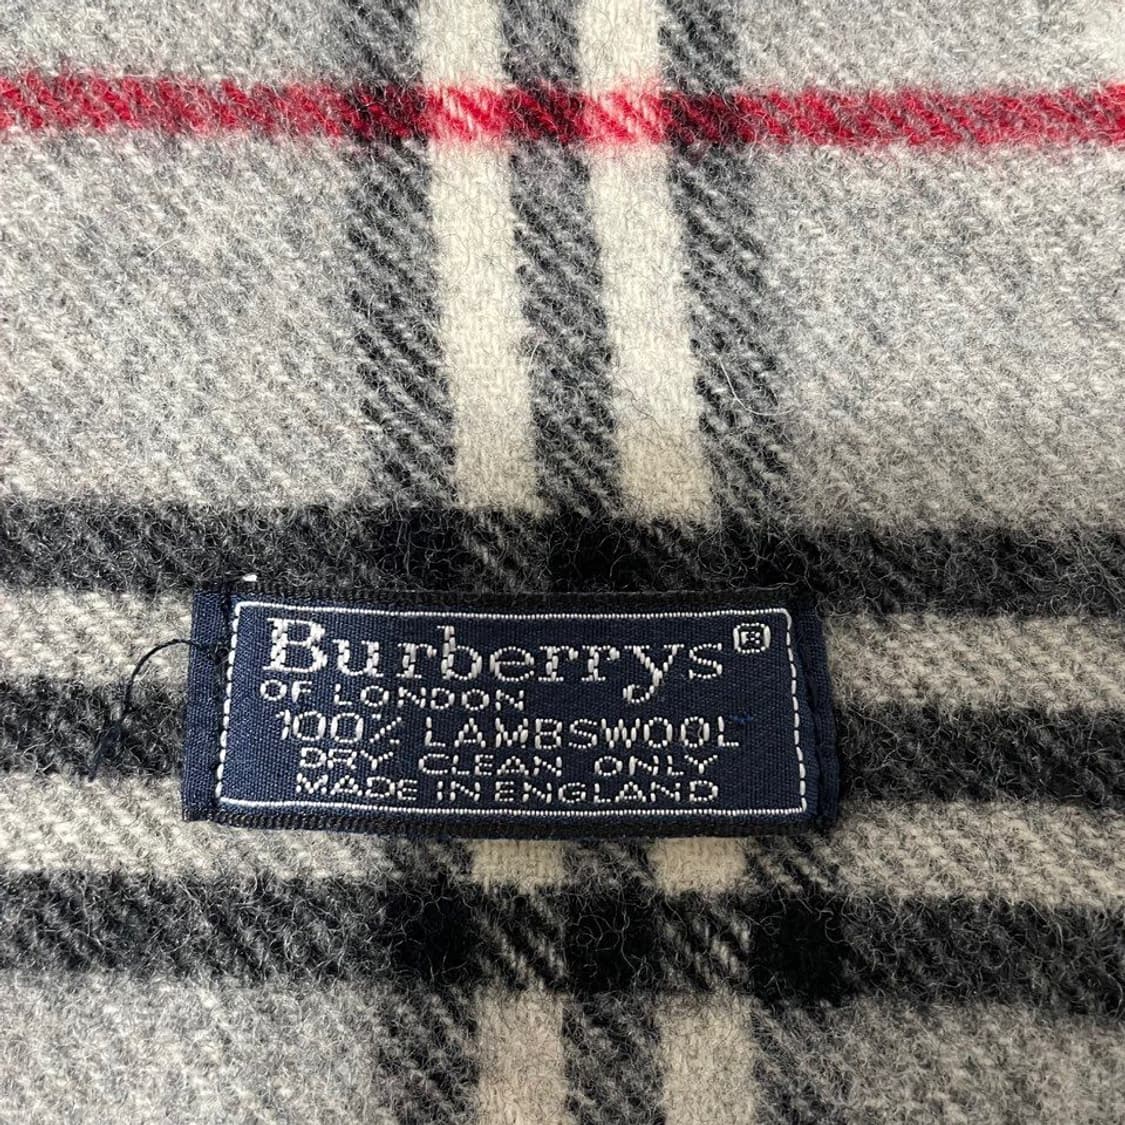 Burberrys®
OF LONDON
100% LAMBSWOOL
DRY CLEAN ONLY
MADE IN ENGLAND